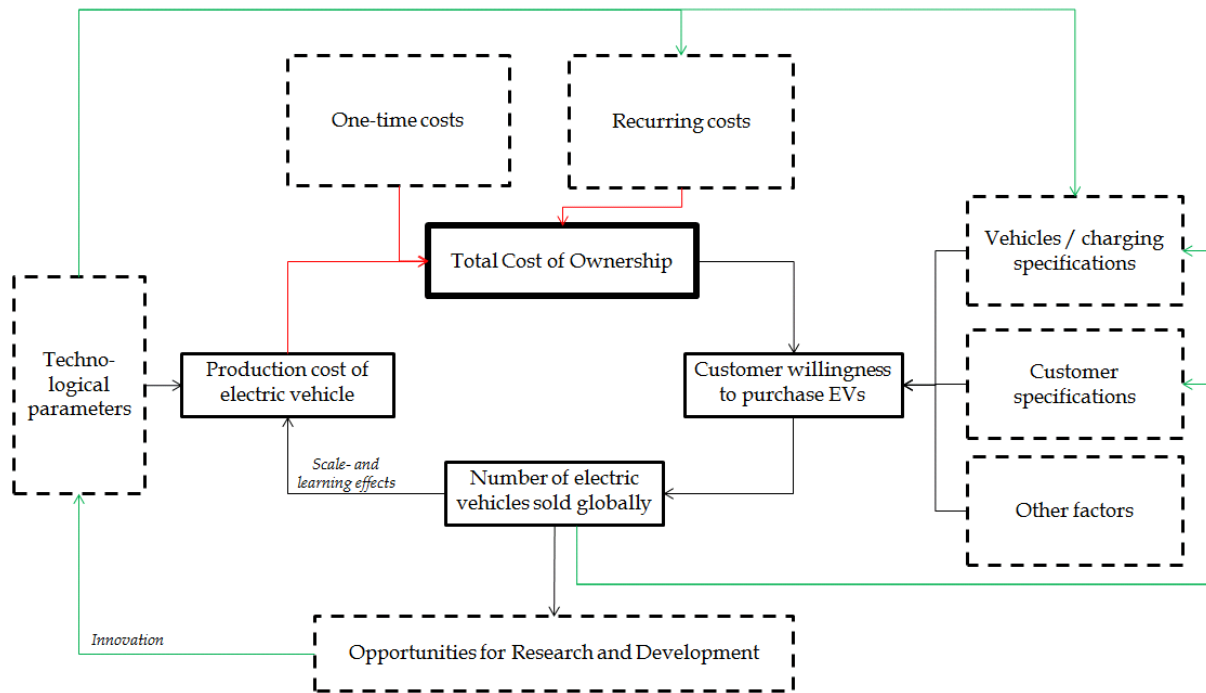 One-time costs
Recurring costs
Total Cost of Ownership
Vehicles / charging
specifications
Techno-
logical
parameters
Production cost of
electric vehicle
Customer willingness
to purchase EVs
Customer
specifications
Scale- and
learning effects
Number of electric
vehicles sold globally
Other factors
Innovation
Opportunities for Research and Development